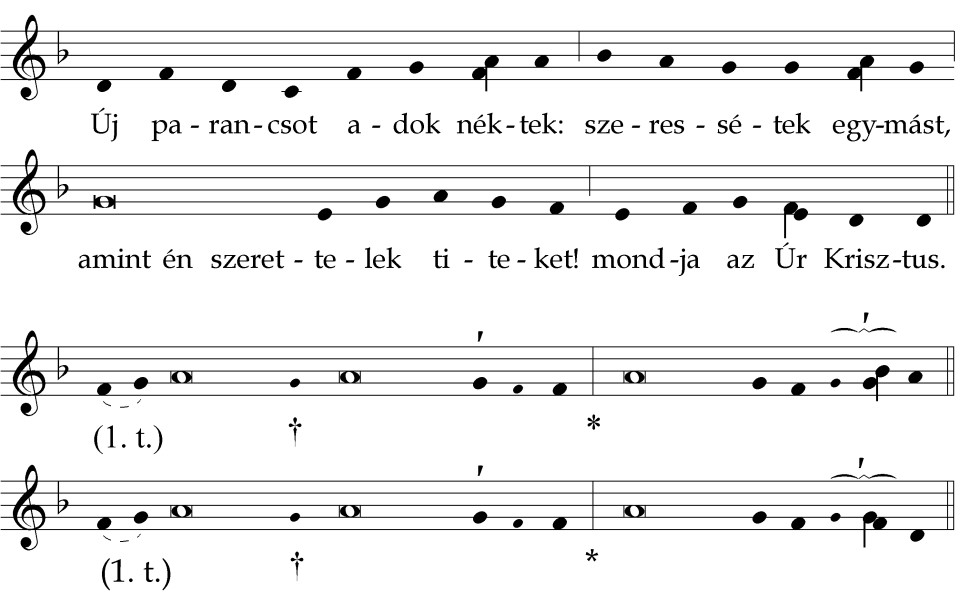 Új pa - ran - csot a - dok nék - tek: sze - res - sé - tek egy - mást,
amint én szeret - te - lek ti - te - ket! mond - ja az Úr Krisz - tus.
(1. t.) † *
(1. t.) † *